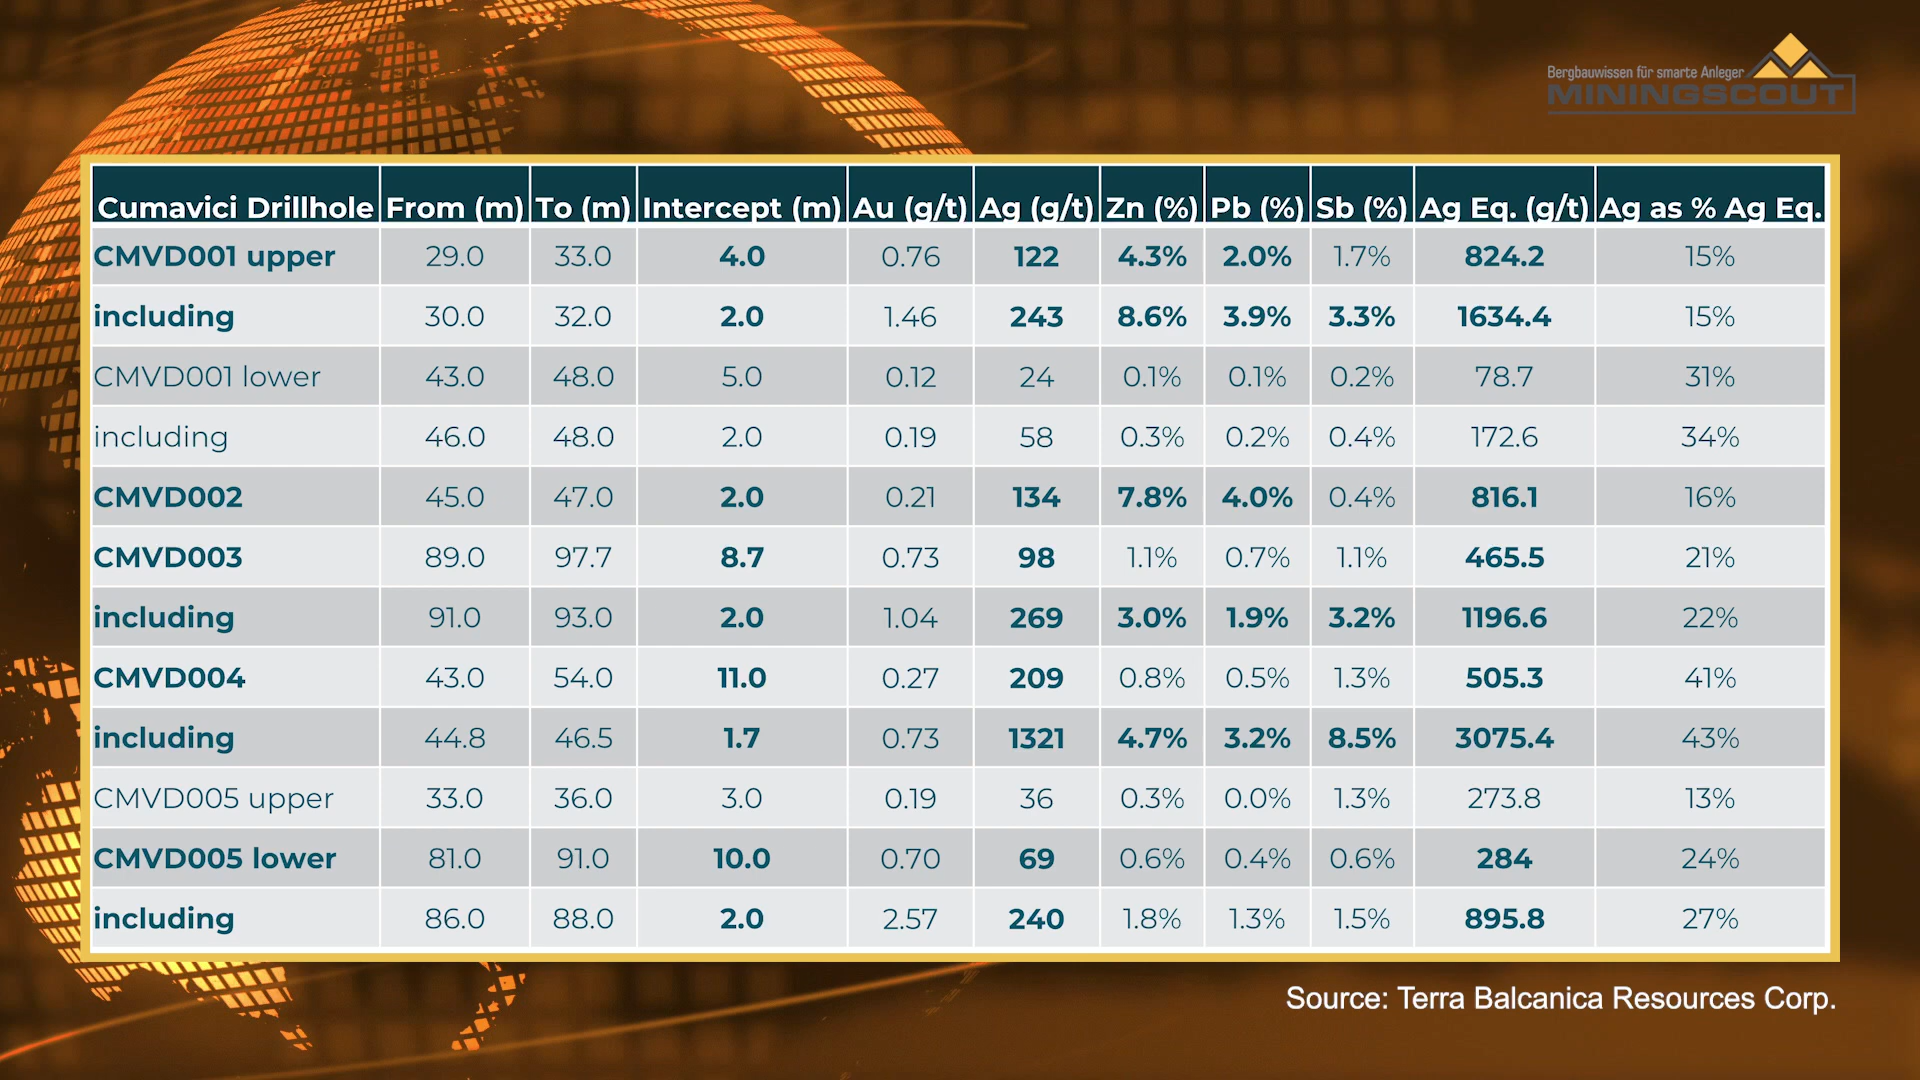 Bergbauwissen für smarte Anleger
MININGSCOUT
Cumavici Drillhole From (m) To (m) Intercept (m) Au (g/t) Ag (g/t) Zn (%) Pb (%) Sb (%) Ag Eq. (g/t) Ag as % Ag Eq.
CMVD001 upper 29.0 33.0 4.0 0.76 122 4.3% 2.0% 1.7% 824.2 15%
including 30.0 32.0 2.0 1.46 243 8.6% 3.9% 3.3% 1634.4 15%
CMVD001 lower 43.0 48.0 5.0 0.12 24 0.1% 0.1% 0.2% 78.7 31%
including 46.0 48.0 2.0 0.19 58 0.3% 0.2% 0.4% 172.6 34%
CMVD002 45.0 47.0 2.0 0.21 134 7.8% 4.0% 0.4% 816.1 16%
CMVD003 89.0 97.7 8.7 0.73 98 1.1% 0.7% 1.1% 465.5 21%
including 91.0 93.0 2.0 1.04 269 3.0% 1.9% 3.2% 1196.6 22%
CMVD004 43.0 54.0 11.0 0.27 209 0.8% 0.5% 1.3% 505.3 41%
including 44.8 46.5 1.7 0.73 1321 4.7% 3.2% 8.5% 3075.4 43%
CMVD005 upper 33.0 36.0 3.0 0.19 36 0.3% 0.0% 1.3% 273.8 13%
CMVD005 lower 81.0 91.0 10.0 0.70 69 0.6% 0.4% 0.6% 284 24%
including 86.0 88.0 2.0 2.57 240 1.8% 1.3% 1.5% 895.8 27%
Source: Terra Balcanica Resources Corp.